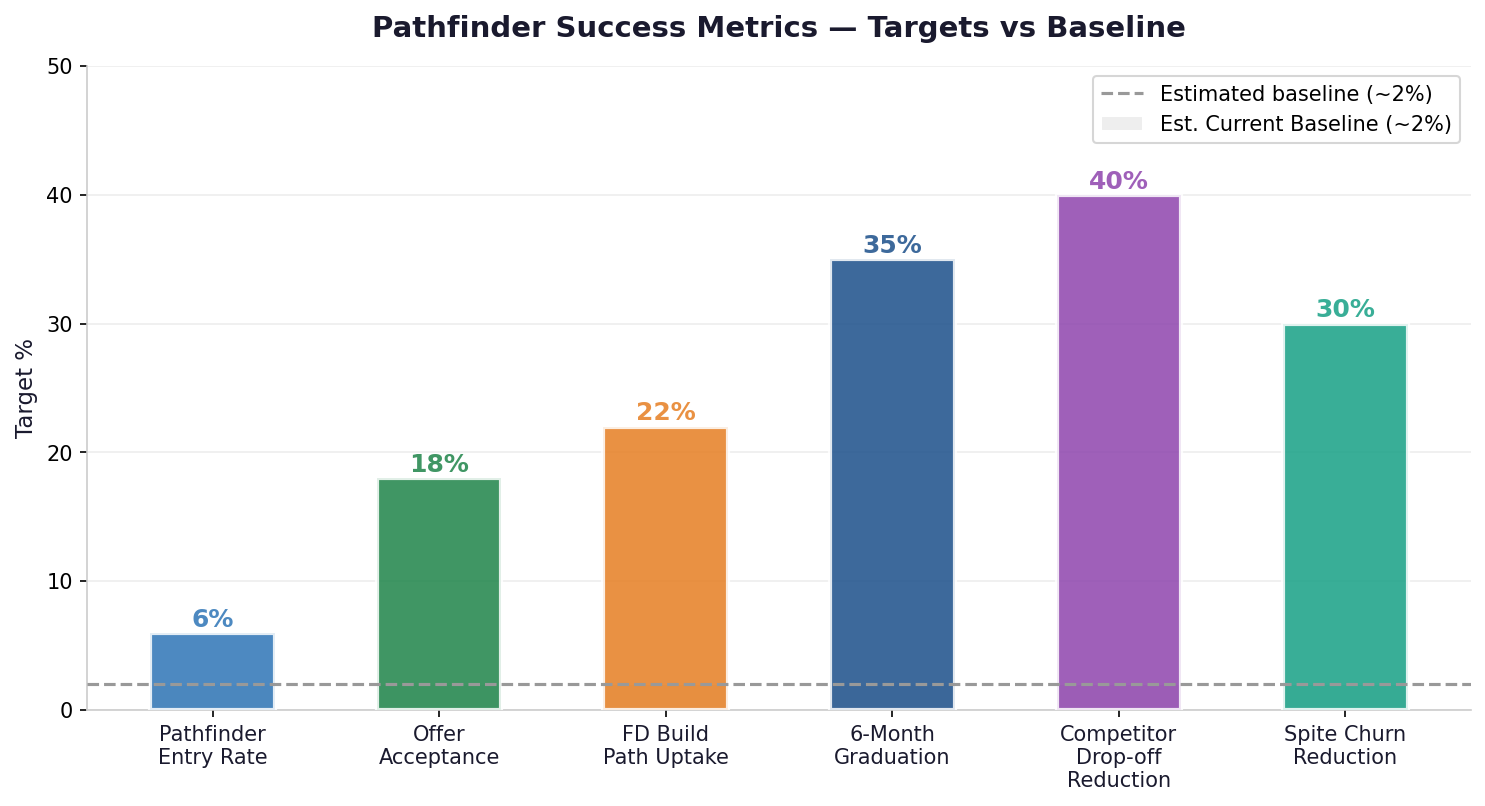 Pathfinder Success Metrics — Targets vs Baseline
50
40
30
20
10
0
Target %
Estimated baseline (~2%)
Est. Current Baseline (~2%)
6%
18%
22%
35%
40%
30%
Pathfinder
Entry Rate
Offer
Acceptance
FD Build
Path Uptake
6-Month
Graduation
Competitor
Drop-off
Reduction
Spite Churn
Reduction